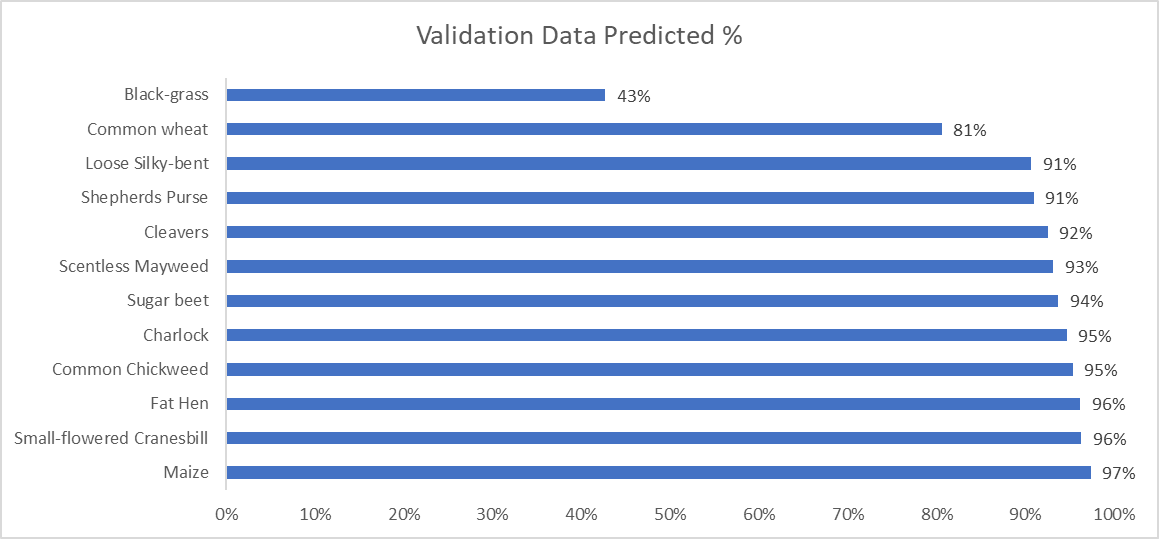 Validation Data Predicted %
Black-grass 43%
Common wheat 81%
Loose Silky-bent 91%
Shepherds Purse 91%
Cleavers 92%
Scentless Mayweed 93%
Sugar beet 94%
Charlock 95%
Common Chickweed 95%
Fat Hen 96%
Small-flowered Cranesbill 96%
Maize 97%
0% 10% 20% 30% 40% 50% 60% 70% 80% 90% 100%